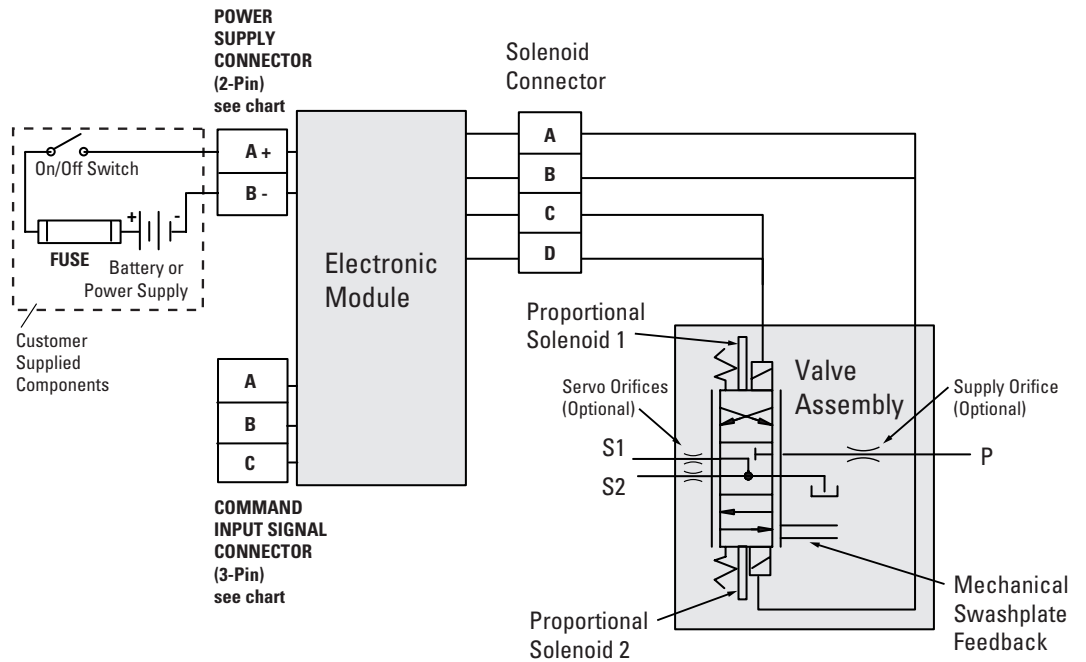 POWER
SUPPLY
CONNECTOR
(2-Pin)
see chart
Solenoid
Connector
On/Off Switch
A +
B -
+
-
FUSE
Battery or
Power Supply
Customer
Supplied
Components
Electronic
Module
A
B
C
D
A
B
C
COMMAND
INPUT SIGNAL
CONNECTOR
(3-Pin)
see chart
Proportional
Solenoid 1
Valve
Assembly
Servo Orifices
(Optional)
Supply Orifice
(Optional)
S1
S2
P
Proportional
Solenoid 2
Mechanical
Swashplate
Feedback